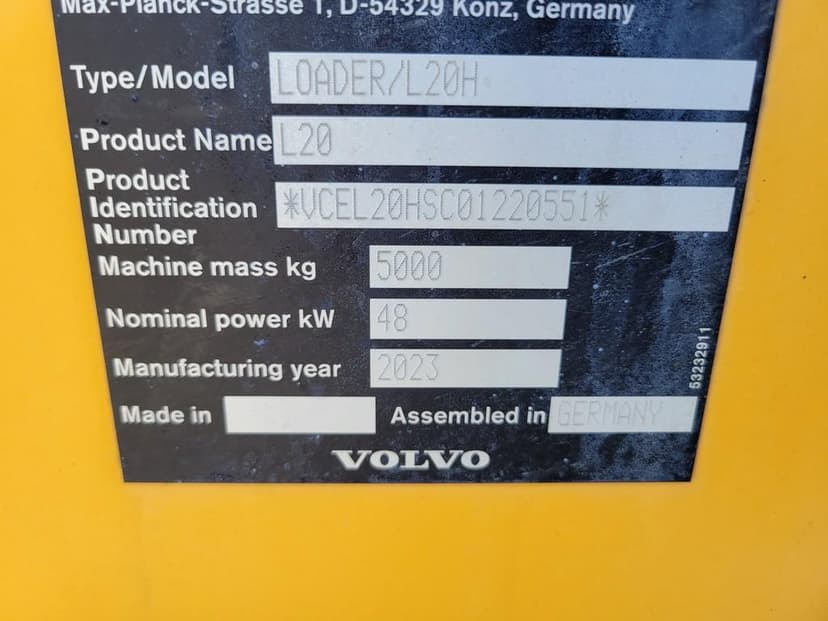 Max-Planck-Strasse 1, D-54329 Konz, Germany
Type/Model LOADER/L20H
Product Name L20
Product
Identification *VCEL20HSC01220551*
Number
Machine mass kg 5000
Nominal power kW 48
Manufacturing year 2023
Made in Assembled in GERMANY
VOLVO
53232911